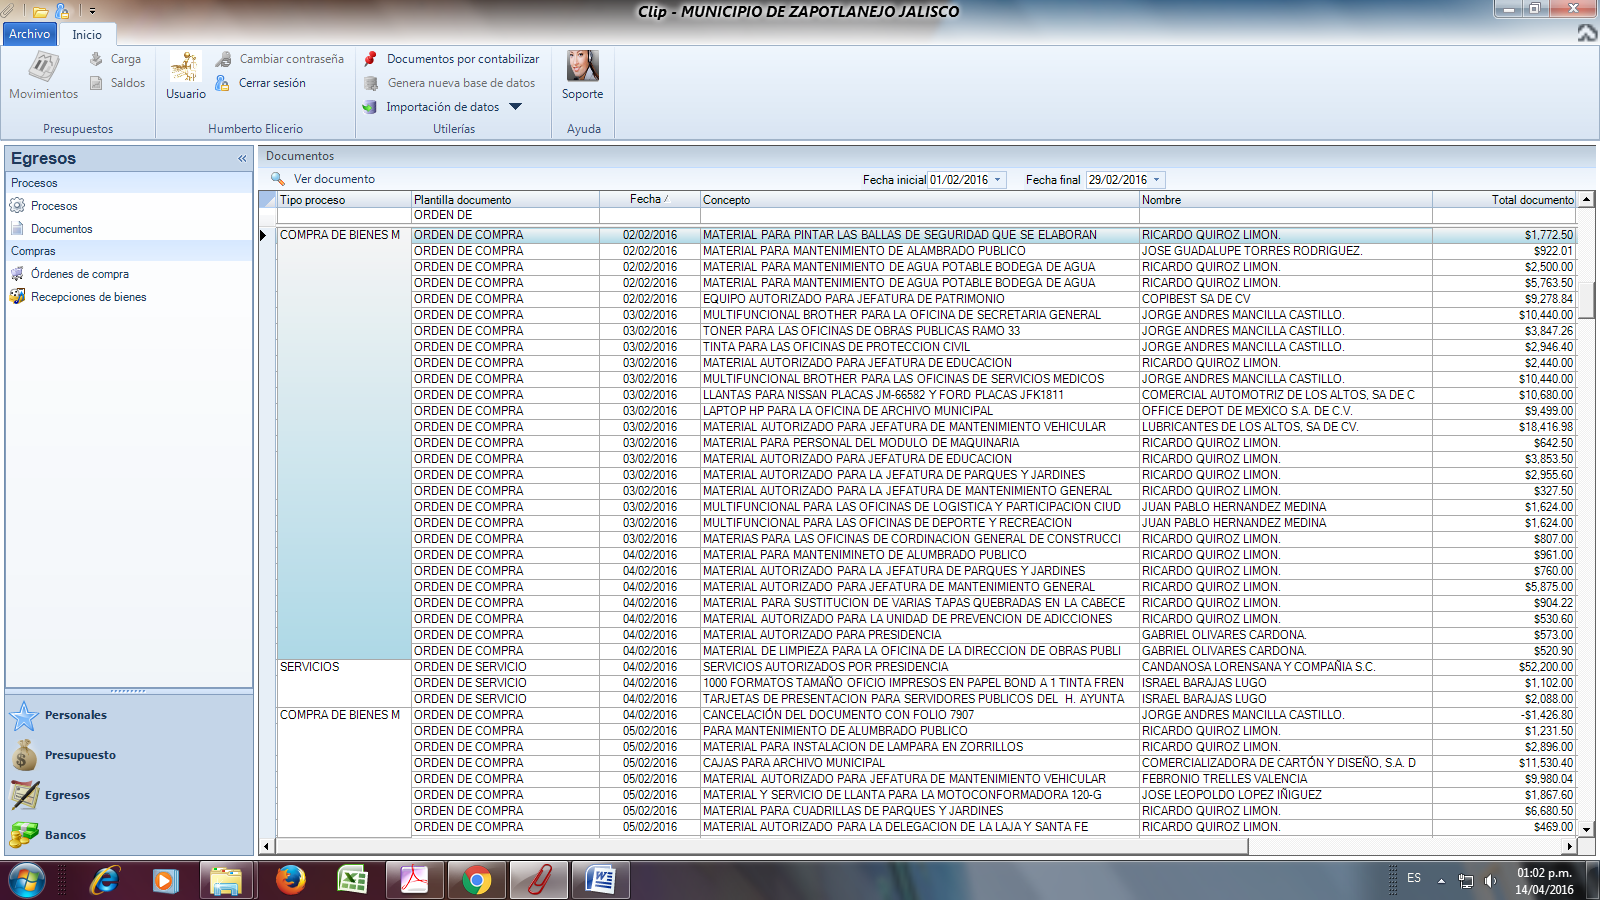 Clip - MUNICIPIO DE ZAPOTLANEJO JALISCO
Archivo Inicio
Movimientos Carga Saldos
Presupuestos
Usuario Cambiar contraseña Cerrar sesión
Humberto Elicerio
Documentos por contabilizar
Genera nueva base de datos
Importación de datos
Utilerías
Soporte
Ayuda
Egresos «
Procesos
Procesos
Documentos
Compras
Órdenes de compra
Recepciones de bienes
Personales
Presupuesto
Egresos
Bancos
Documentos
Ver documento Fecha inicial 01/02/2016 Fecha final 29/02/2016
Tipo proceso Plantilla documento Fecha Concepto Nombre Total documento
ORDEN DE
COMPRA DE BIENES M ORDEN DE COMPRA 02/02/2016 MATERIAL PARA PINTAR LAS BALLAS DE SEGURIDAD QUE SE ELABORAN RICARDO QUIROZ LIMON. $1,772.50
ORDEN DE COMPRA 02/02/2016 MATERIAL PARA MANTENIMIENTO DE ALAMBRADO PUBLICO JOSE GUADALUPE TORRES RODRIGUEZ. $922.01
ORDEN DE COMPRA 02/02/2016 MATERIAL PARA MANTENIMIENTO DE AGUA POTABLE BODEGA DE AGUA RICARDO QUIROZ LIMON. $2,500.00
ORDEN DE COMPRA 02/02/2016 MATERIAL PARA MANTENIMIENTO DE AGUA POTABLE BODEGA DE AGUA RICARDO QUIROZ LIMON. $5,763.50
ORDEN DE COMPRA 02/02/2016 EQUIPO AUTORIZADO PARA JEFATURA DE PATRIMONIO COPIBEST SA DE CV $9,278.84
ORDEN DE COMPRA 03/02/2016 MULTIFUNCIONAL BROTHER PARA LA OFICINA DE SECRETARIA GENERAL JORGE ANDRES MANCILLA CASTILLO. $10,440.00
ORDEN DE COMPRA 03/02/2016 TONER PARA LAS OFICINAS DE OBRAS PUBLICAS RAMO 33 JORGE ANDRES MANCILLA CASTILLO. $3,847.26
ORDEN DE COMPRA 03/02/2016 TINTA PARA LAS OFICINAS DE PROTECCION CIVIL JORGE ANDRES MANCILLA CASTILLO. $2,946.40
ORDEN DE COMPRA 03/02/2016 MATERIAL AUTORIZADO PARA JEFATURA DE EDUCACION RICARDO QUIROZ LIMON. $2,440.00
ORDEN DE COMPRA 03/02/2016 MULTIFUNCIONAL BROTHER PARA LAS OFICINAS DE SERVICIOS MEDICOS JORGE ANDRES MANCILLA CASTILLO. $10,440.00
ORDEN DE COMPRA 03/02/2016 LLANTAS PARA NISSAN PLACAS JM-66582 Y FORD PLACAS JFK1811 COMERCIAL AUTOMOTRIZ DE LOS ALTOS, SA DE C $10,680.00
ORDEN DE COMPRA 03/02/2016 LAPTOP HP PARA LA OFICINA DE ARCHIVO MUNICIPAL OFFICE DEPOT DE MEXICO S.A. DE C.V. $9,499.00
ORDEN DE COMPRA 03/02/2016 MATERIAL AUTORIZADO PARA JEFATURA DE MANTENIMIENTO VEHICULAR LUBRICANTES DE LOS ALTOS, SA DE CV. $18,416.98
ORDEN DE COMPRA 03/02/2016 MATERIAL PARA PERSONAL DEL MODULO DE MAQUINARIA RICARDO QUIROZ LIMON. $642.50
ORDEN DE COMPRA 03/02/2016 MATERIAL AUTORIZADO PARA JEFATURA DE EDUCACION RICARDO QUIROZ LIMON. $3,853.50
ORDEN DE COMPRA 03/02/2016 MATERIAL AUTORIZADO PARA LA JEFATURA DE PARQUES Y JARDINES RICARDO QUIROZ LIMON. $2,955.60
ORDEN DE COMPRA 03/02/2016 MATERIAL AUTORIZADO PARA LA JEFATURA DE MANTENIMIENTO GENERAL RICARDO QUIROZ LIMON. $327.50
ORDEN DE COMPRA 03/02/2016 MULTIFUNCIONAL PARA LAS OFICINAS DE LOGISTICA Y PARTICIPACION CIUD JUAN PABLO HERNANDEZ MEDINA $1,624.00
ORDEN DE COMPRA 03/02/2016 MULTIFUNCIONAL PARA LAS OFICINAS DE DEPORTE Y RECREACION JUAN PABLO HERNANDEZ MEDINA $1,624.00
ORDEN DE COMPRA 03/02/2016 MATERIAS PARA LAS OFICINAS DE CORDINACION GENERAL DE CONSTRUCCI RICARDO QUIROZ LIMON. $807.00
ORDEN DE COMPRA 04/02/2016 MATERIAL PARA MANTENIMINETO DE ALUMBRADO PUBLICO RICARDO QUIROZ LIMON. $961.00
ORDEN DE COMPRA 04/02/2016 MATERIAL AUTORIZADO PARA LA JEFATURA DE PARQUES Y JARDINES RICARDO QUIROZ LIMON. $760.00
ORDEN DE COMPRA 04/02/2016 MATERIAL AUTORIZADO PARA JEFATURA DE MANTENIMIENTO GENERAL RICARDO QUIROZ LIMON. $5,875.00
ORDEN DE COMPRA 04/02/2016 MATERIAL PARA SUSTITUCION DE VARIAS TAPAS QUEBRADAS EN LA CABECE RICARDO QUIROZ LIMON. $904.22
ORDEN DE COMPRA 04/02/2016 MATERIAL AUTORIZADO PARA LA UNIDAD DE PREVENCION DE ADICCIONES RICARDO QUIROZ LIMON. $530.60
ORDEN DE COMPRA 04/02/2016 MATERIAL AUTORIZADO PARA PRESIDENCIA GABRIEL OLIVARES CARDONA. $573.00
ORDEN DE COMPRA 04/02/2016 MATERIAL DE LIMPIEZA PARA LA OFICINA DE LA DIRECCION DE OBRAS PUBLI GABRIEL OLIVARES CARDONA. $520.90
SERVICIOS ORDEN DE SERVICIO 04/02/2016 SERVICIOS AUTORIZADOS POR PRESIDENCIA CANDANOSA LORENSANA Y COMPAÑIA S.C. $52,200.00
ORDEN DE SERVICIO 04/02/2016 1000 FORMATOS TAMAÑO OFICIO IMPRESOS EN PAPEL BOND A 1 TINTA FREN ISRAEL BARAJAS LUGO $1,102.00
ORDEN DE SERVICIO 04/02/2016 TARJETAS DE PRESENTACION PARA SERVIDORES PUBLICOS DEL H. AYUNTA ISRAEL BARAJAS LUGO $2,088.00
COMPRA DE BIENES M ORDEN DE COMPRA 04/02/2016 CANCELACIÓN DEL DOCUMENTO CON FOLIO 7907 JORGE ANDRES MANCILLA CASTILLO. -$1,426.80
ORDEN DE COMPRA 05/02/2016 PARA MANTENIMIENTO DE ALUMBRADO PUBLICO RICARDO QUIROZ LIMON. $1,231.50
ORDEN DE COMPRA 05/02/2016 MATERIAL PARA INSTALACION DE LAMPARA EN ZORRILLOS RICARDO QUIROZ LIMON. $2,896.00
ORDEN DE COMPRA 05/02/2016 CAJAS PARA ARCHIVO MUNICIPAL COMERCIALIZADORA DE CARTÓN Y DISEÑO, S.A. D $11,530.40
ORDEN DE COMPRA 05/02/2016 MATERIAL AUTORIZADO PARA JEFATURA DE MANTENIMIENTO VEHICULAR FEBRONIO TRELLES VALENCIA $9,980.04
ORDEN DE COMPRA 05/02/2016 MATERIAL Y SERVICIO DE LLANTA PARA LA MOTOCONFORMADORA 120-G JOSE LEOPOLDO LOPEZ IÑIGUEZ $1,867.60
ORDEN DE COMPRA 05/02/2016 MATERIAL PARA CUADRILLAS DE PARQUES Y JARDINES RICARDO QUIROZ LIMON. $6,680.50
ORDEN DE COMPRA 05/02/2016 MATERIAL AUTORIZADO PARA LA DELEGACION DE LA LAJA Y SANTA FE RICARDO QUIROZ LIMON. $469.00
ES 01:02 p.m.
14/04/2016